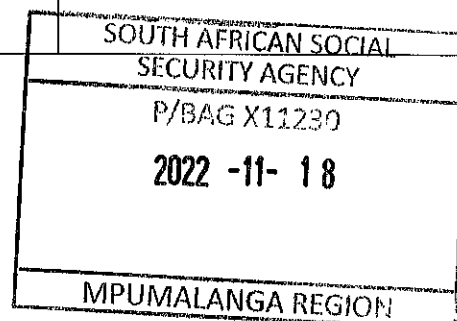 SOUTH AFRICAN SOCIAL
SECURITY AGENCY
P/BAG X11230
2022 -11- 18
MPUMALANGA REGION